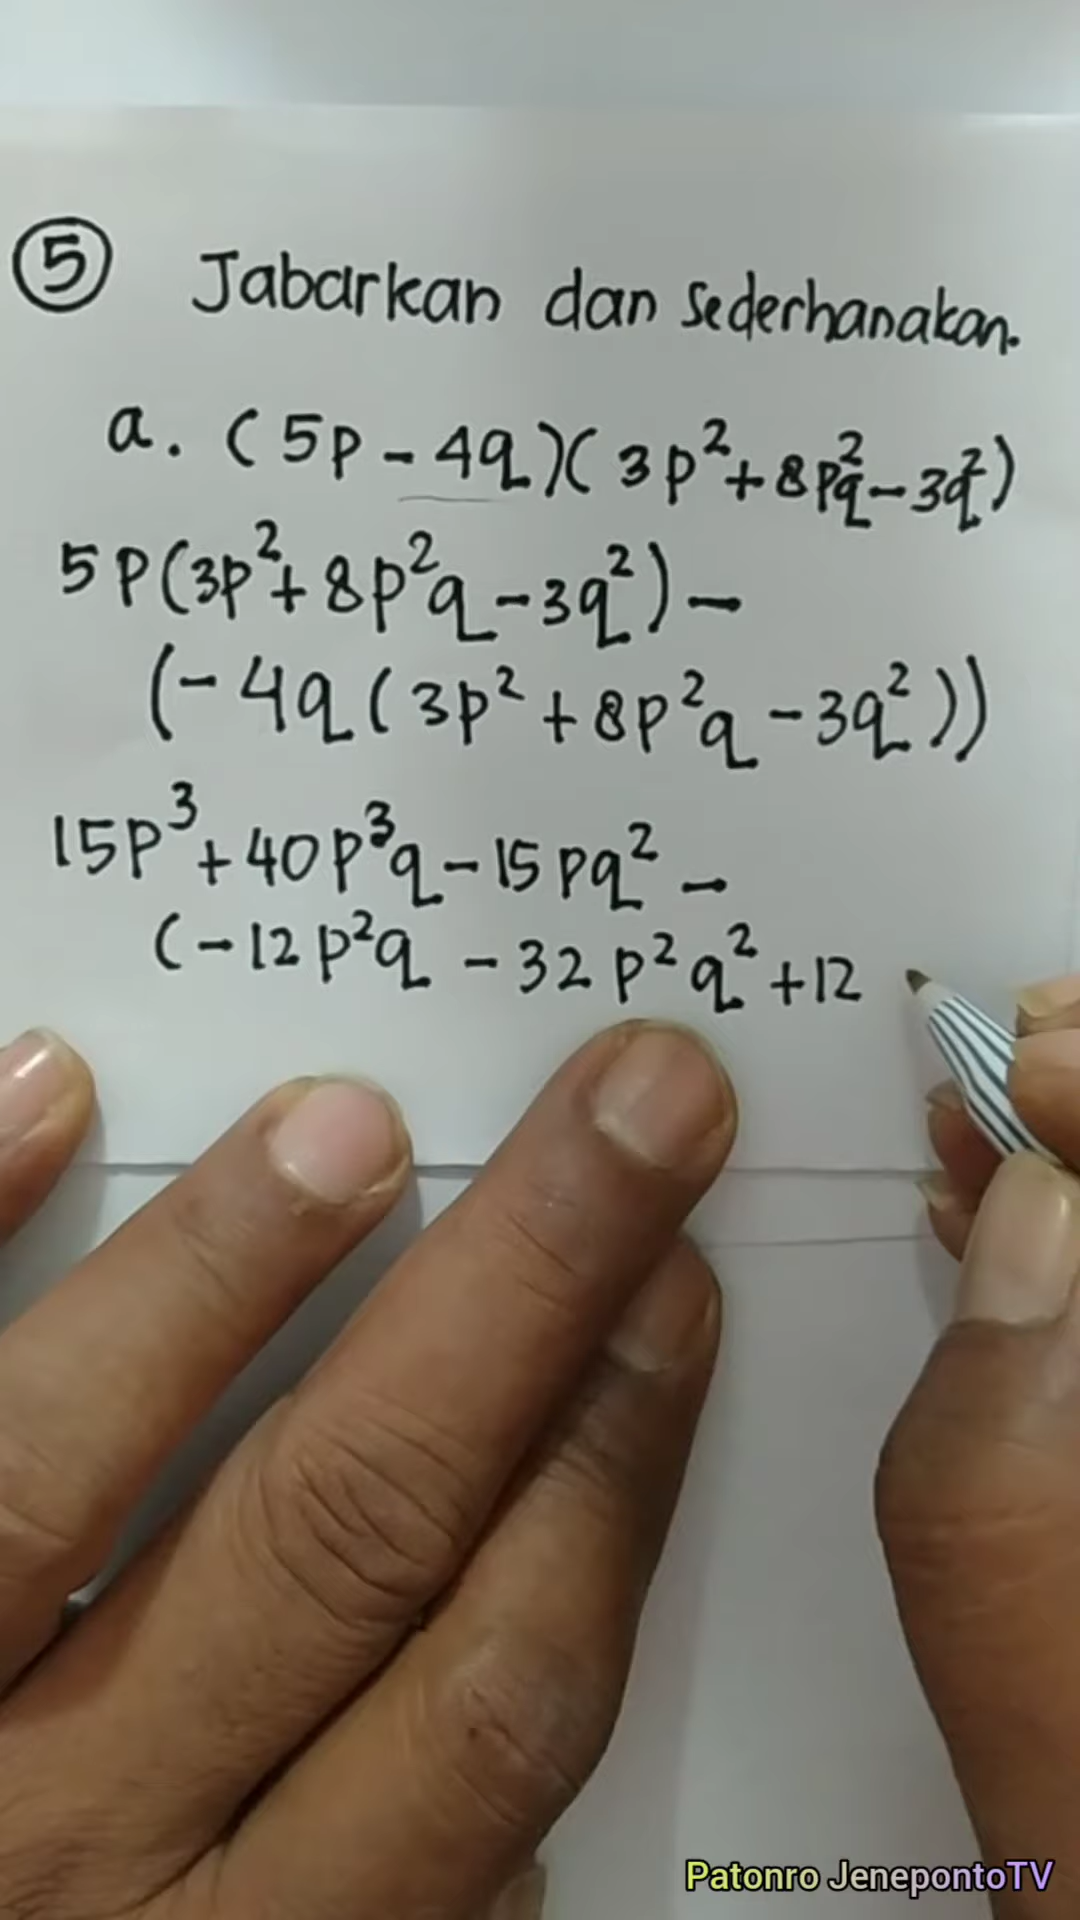 5 Jabarkan dan sederhanakan.
a. (5p - 4q)(3p² + 8p²q - 3q²)
5p(3p² + 8p²q - 3q²) -
(- 4q (3p² + 8p²q - 3q²))
15p³ + 40p³q - 15pq² -
(- 12p²q - 32p²q² + 12
Patonro JenepontoTV